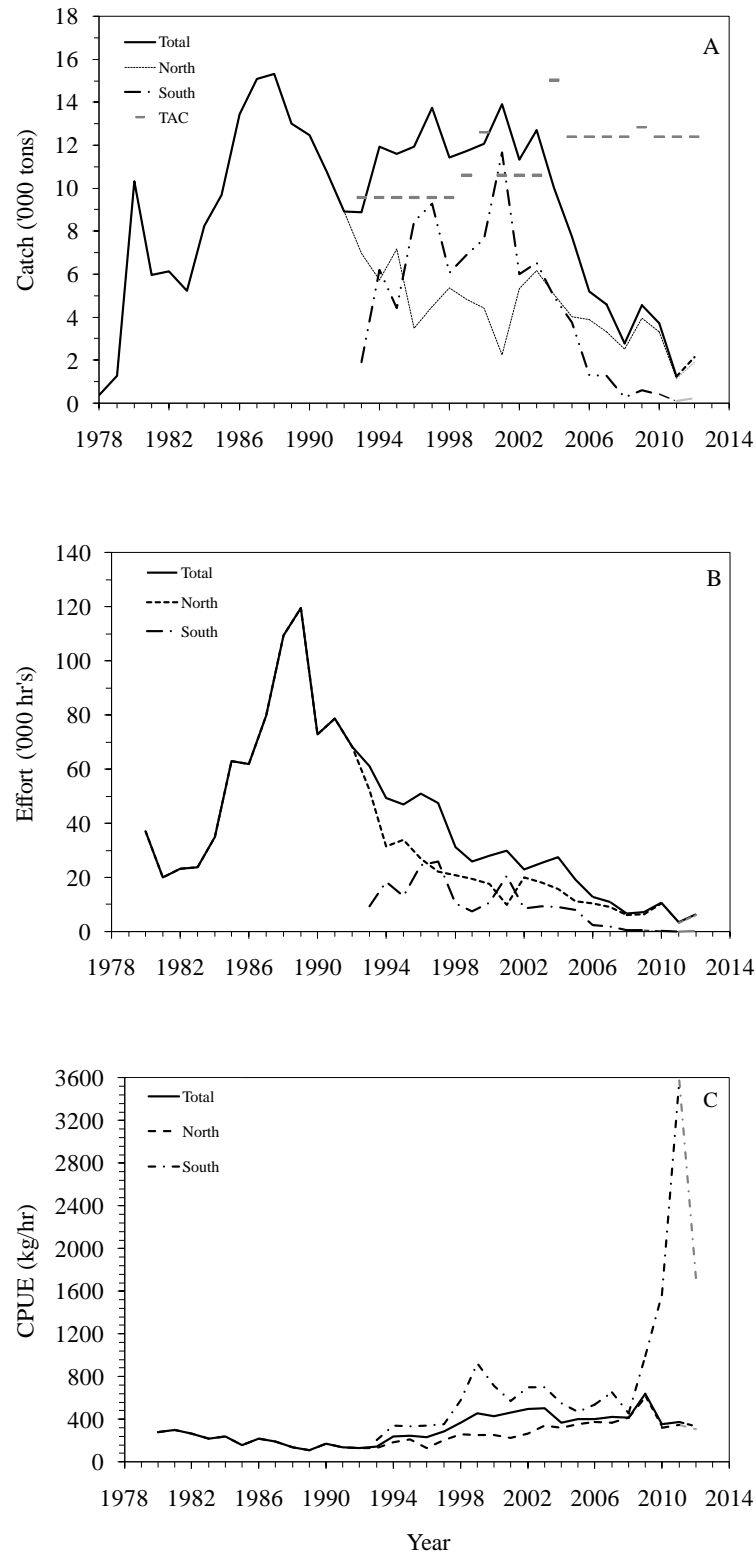 18
16
14
12
10
8
6
4
2
0
Catch ('000 tons)
Total
North
South
TAC
A
1978 1982 1986 1990 1994 1998 2002 2006 2010 2014
140
120
100
80
60
40
20
0
Effort ('000 hr's)
Total
North
South
B
1978 1982 1986 1990 1994 1998 2002 2006 2010 2014
3600
3200
2800
2400
2000
1600
1200
800
400
0
CPUE (kg/hr)
Total
North
South
C
1978 1982 1986 1990 1994 1998 2002 2006 2010 2014
Year